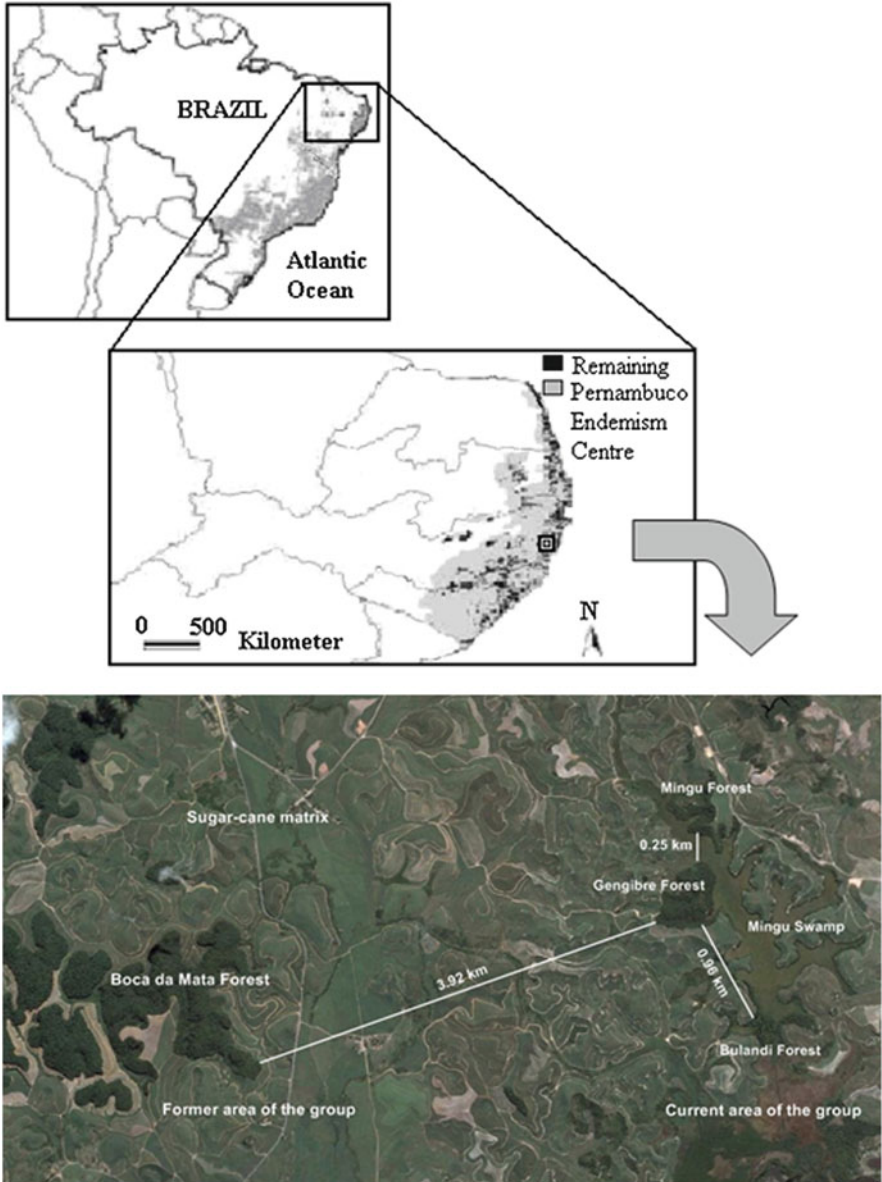 BRAZIL
Atlantic
Ocean
Remaining
Pernambuco
Endemism
Centre
0 500
Kilometer
N
Mingu Forest
Sugar-cane matrix
0.25 km
Gengibre Forest
Mingu Swamp
Boca da Mata Forest
3.92 km
0.96 km
Bulandi Forest
Former area of the group
Current area of the group